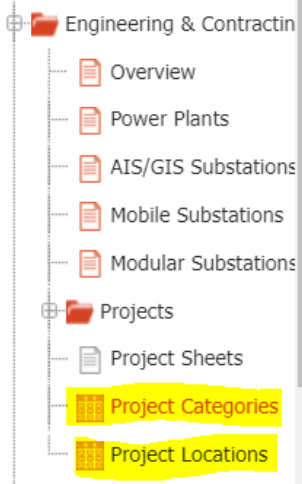 Engineering & Contractin
Overview
Power Plants
AIS/GIS Substations
Mobile Substations
Modular Substations
Projects
Project Sheets
Project Categories
Project Locations